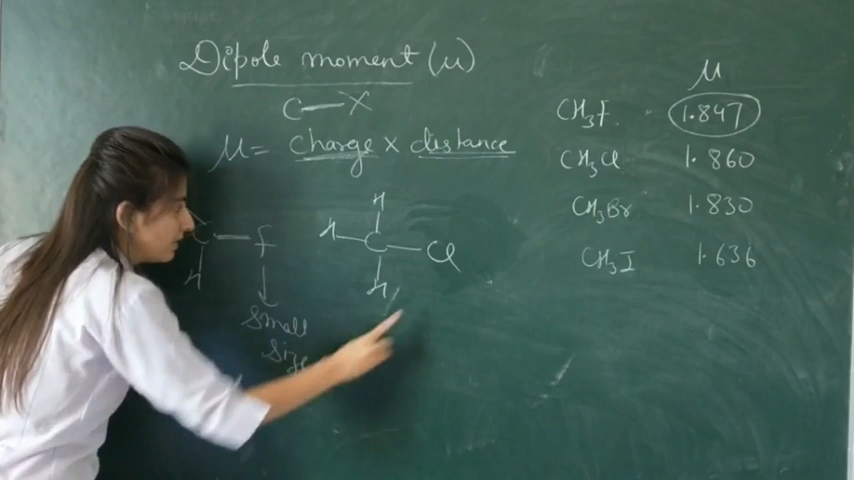 Dipole moment (μ)
C—X
μ = charge × distance
C—F
H
Small
Size
H
H—C—Cl
H
μ
CH₃F. 1.847
CH₃Cl 1.860
CH₃Br 1.830
CH₃I 1.636